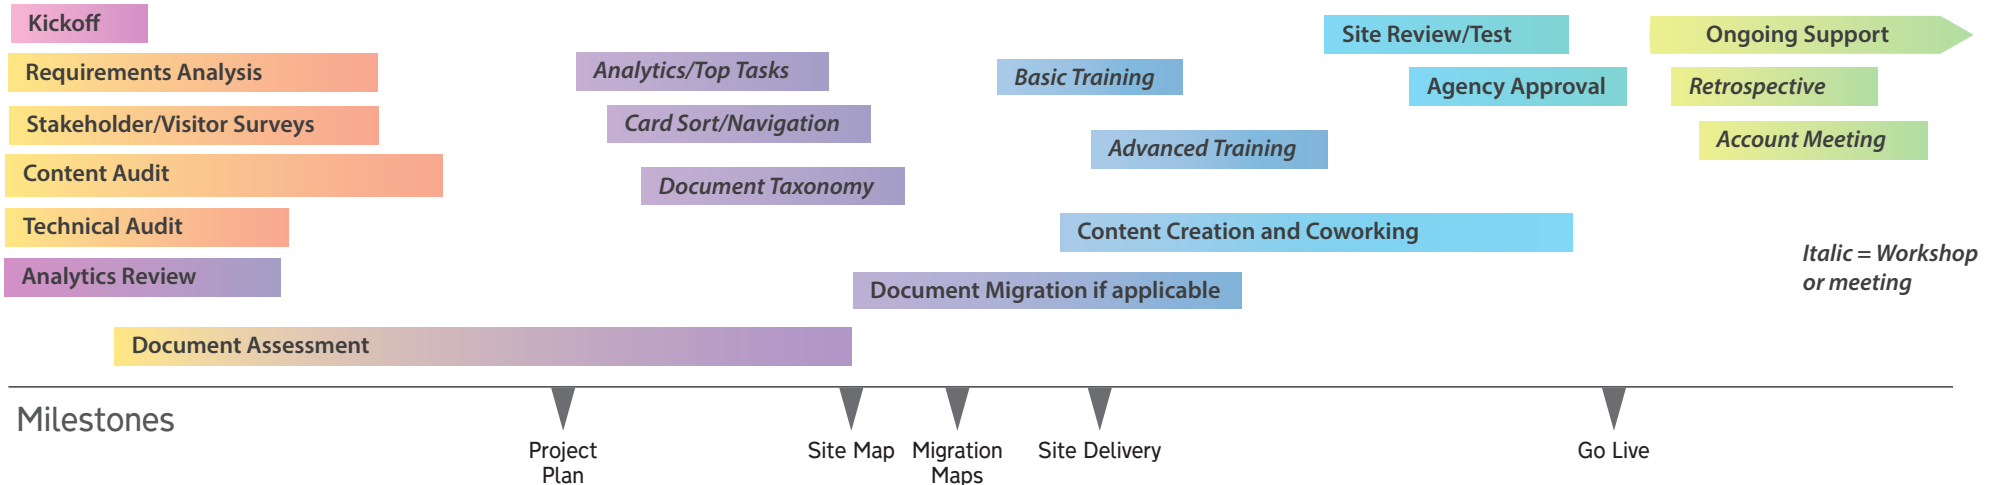 Kickoff
Requirements Analysis
Stakeholder/Visitor Surveys
Content Audit
Technical Audit
Analytics Review
Document Assessment
Analytics/Top Tasks
Card Sort/Navigation
Document Taxonomy
Basic Training
Advanced Training
Content Creation and Coworking
Document Migration if applicable
Site Review/Test
Agency Approval
Ongoing Support
Retrospective
Account Meeting
Italic = Workshop
or meeting
Milestones
Project
Plan
Site Map
Migration
Maps
Site Delivery
Go Live